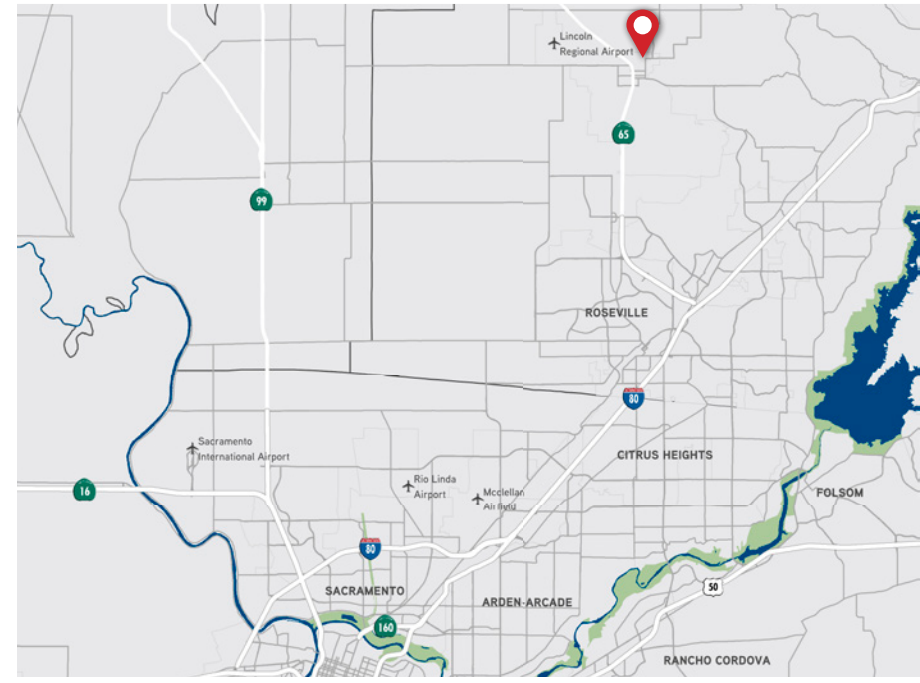 Lincoln
Regional Airport
65
99
ROSEVILLE
80
Sacramento
International Airport
CITRUS HEIGHTS
Rio Linda
Airport
Mcclellan
Airfield
16
FOLSOM
80
50
SACRAMENTO
ARDEN-ARCADE
160
RANCHO CORDOVA